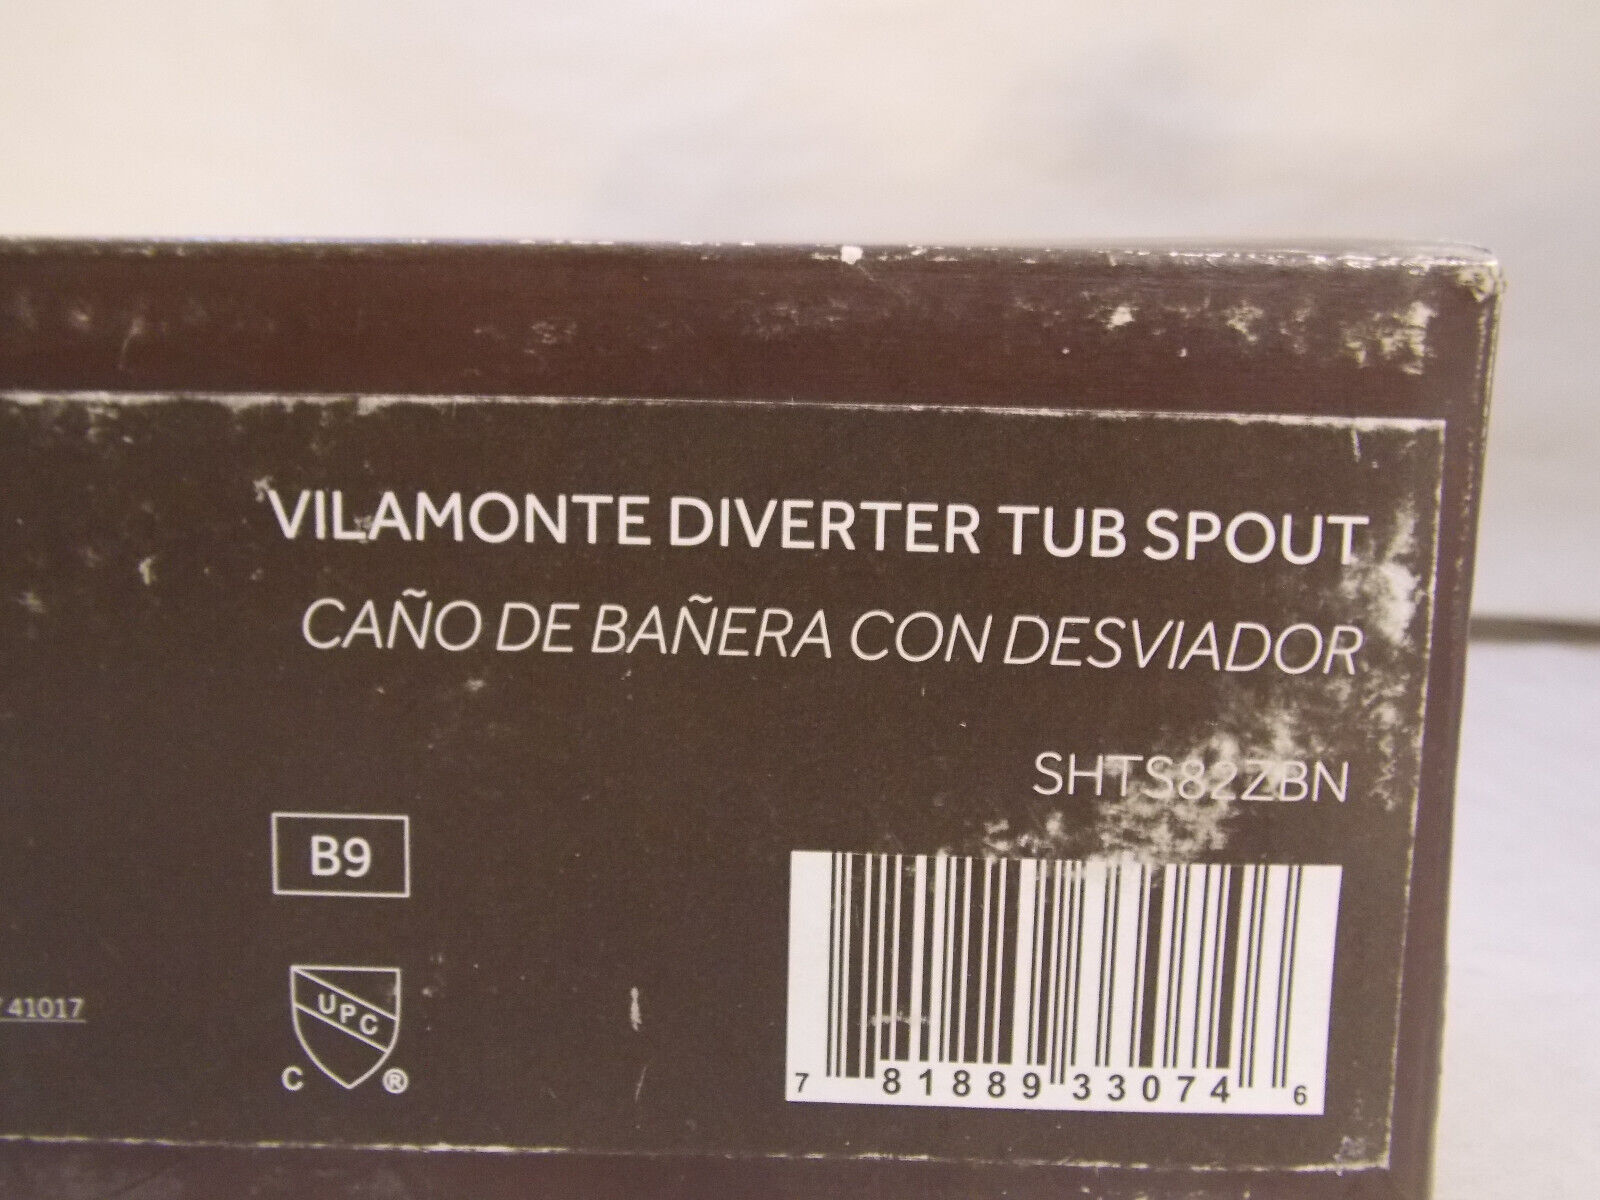 VILAMONTE DIVERTER TUB SPOUT
CAÑO DE BAÑERA CON DESVIADOR
SHTS82ZBN
B9
UPC
C ®
41017
7 81889 33074 6